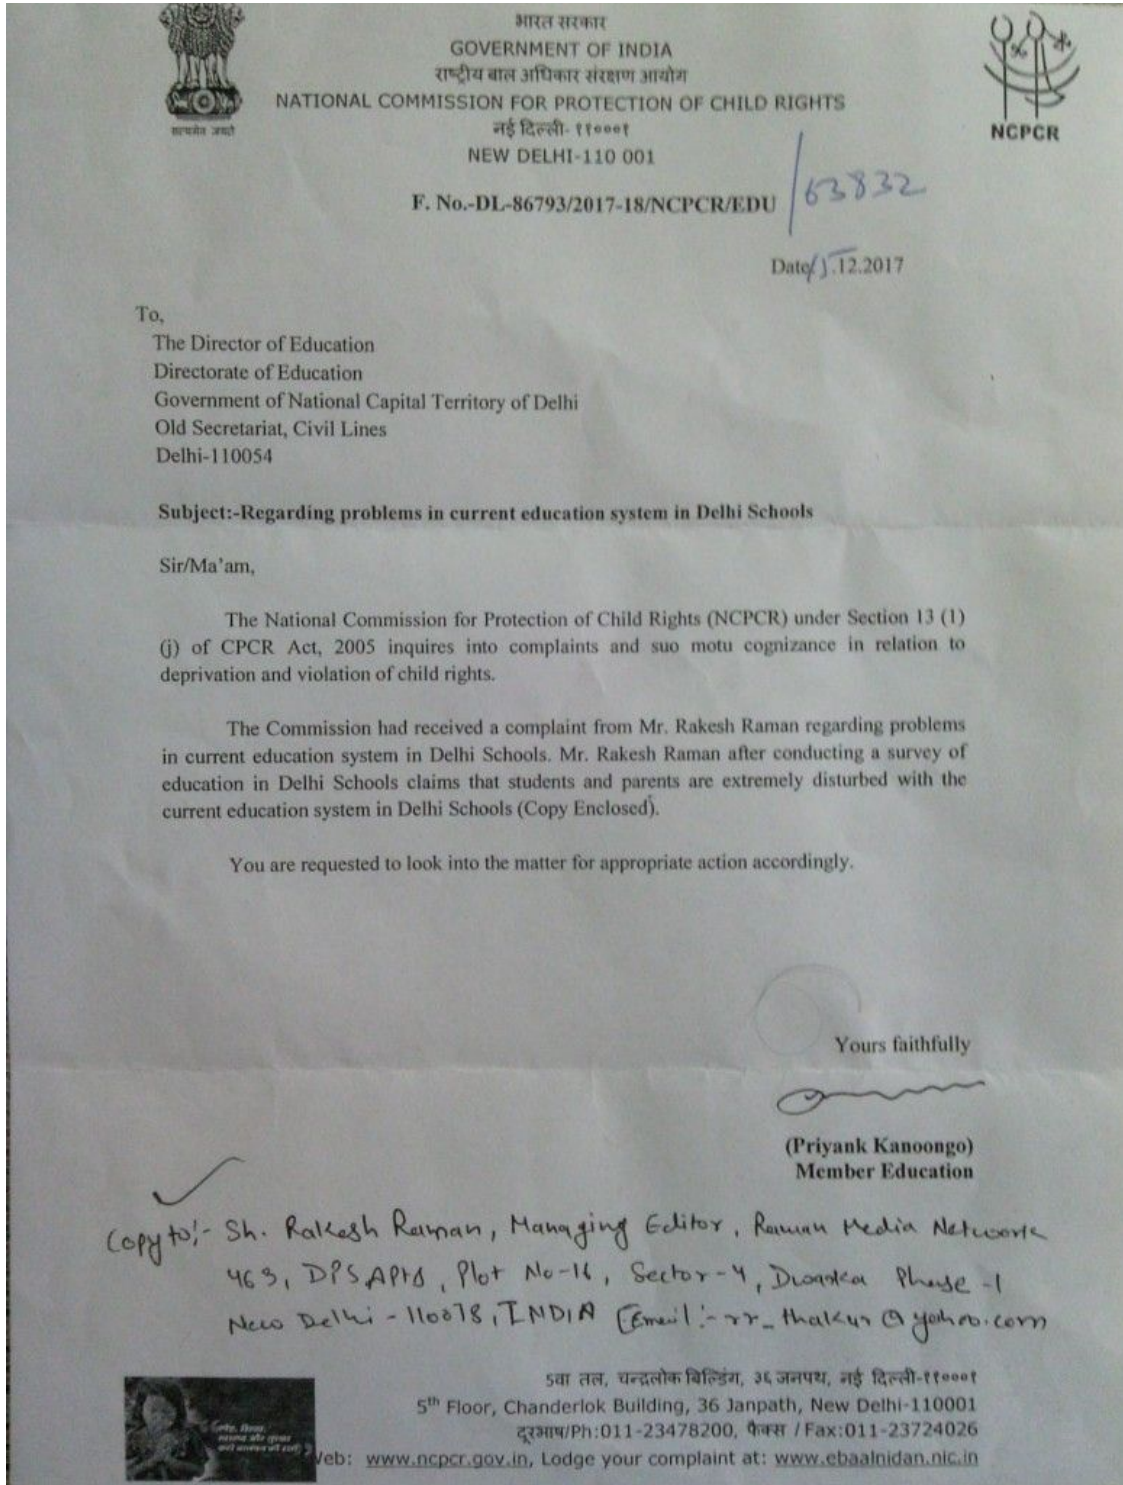 भारत सरकार
GOVERNMENT OF INDIA
राष्ट्रीय बाल अधिकार संरक्षण आयोग
NATIONAL COMMISSION FOR PROTECTION OF CHILD RIGHTS
नई दिल्ली- ११०००१
NEW DELHI-110 001
सत्यमेव जयते
NCPCR
F. No.-DL-86793/2017-18/NCPCR/EDU /63832
Date .12.2017
To,
The Director of Education
Directorate of Education
Government of National Capital Territory of Delhi
Old Secretariat, Civil Lines
Delhi-110054
Subject:-Regarding problems in current education system in Delhi Schools
Sir/Ma'am,
The National Commission for Protection of Child Rights (NCPCR) under Section 13 (1)
(j) of CPCR Act, 2005 inquires into complaints and suo motu cognizance in relation to
deprivation and violation of child rights.
The Commission had received a complaint from Mr. Rakesh Raman regarding problems
in current education system in Delhi Schools. Mr. Rakesh Raman after conducting a survey of
education in Delhi Schools claims that students and parents are extremely disturbed with the
current education system in Delhi Schools (Copy Enclosed).
You are requested to look into the matter for appropriate action accordingly.
Yours faithfully
(Priyank Kanoongo)
Member Education
Copy to:- Sh. Rakesh Raman, Managing Editor, Raman Media Network
463, DPS Apts, Plot No-16, Sector-4, Dwarka Phase-1
New Delhi-110078, INDIA [Email:- rr_thakur@yahoo.com
5वा तल, चन्द्रलोक बिल्डिंग, ३६ जनपथ, नई दिल्ली-११०००१
5th Floor, Chanderlok Building, 36 Janpath, New Delhi-110001
दूरभाष/Ph:011-23478200, फैक्स /Fax:011-23724026
Web: www.ncpcr.gov.in, Lodge your complaint at: www.ebaalnidan.nic.in